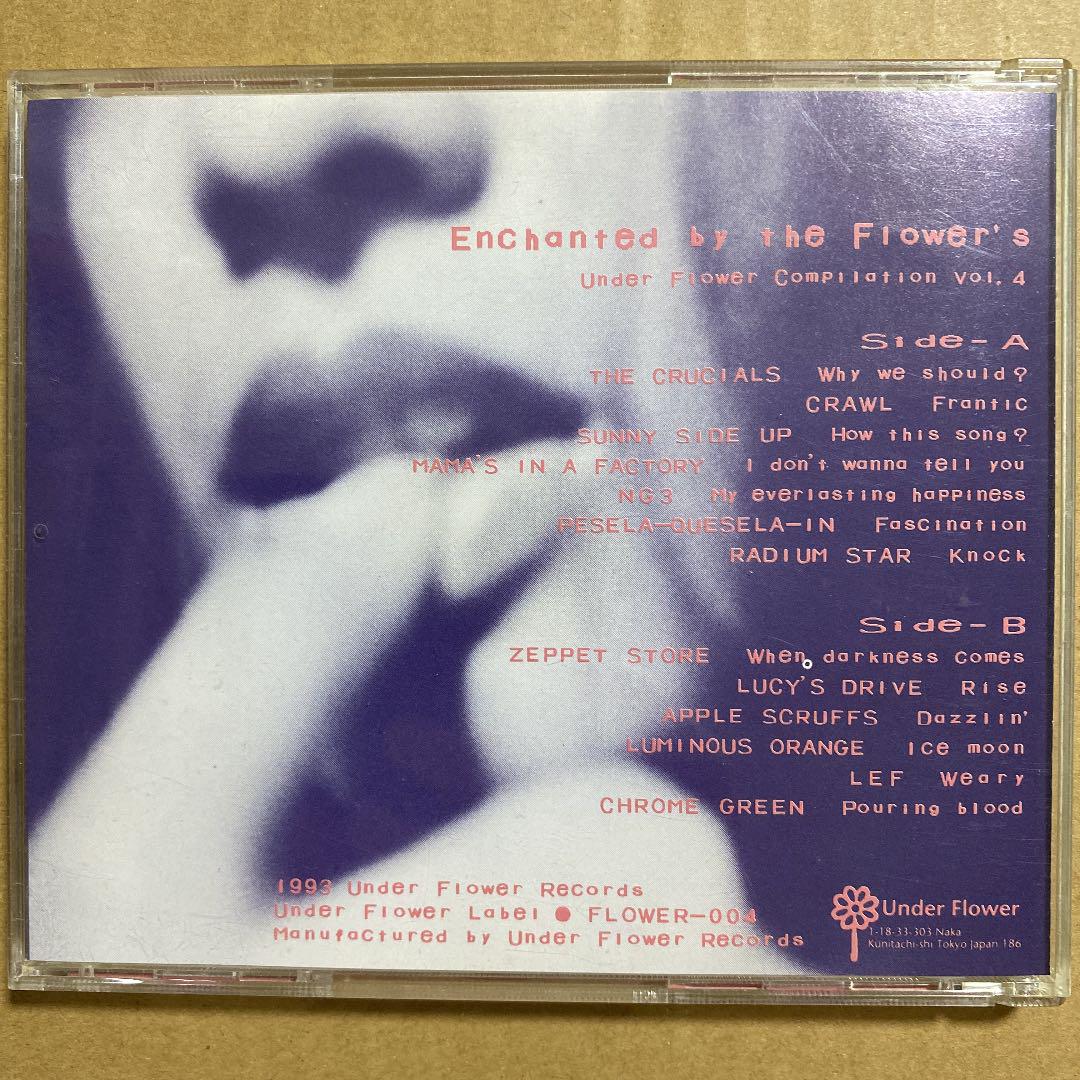 Enchanted by the Flower's
Under Flower Compilation Vol. 4
Side-A
THE CRUCIALS Why we should?
CRAWL Frantic
SUNNY SIDE UP How this song?
MAMA'S IN A FACTORY I don't wanna tell you
NG3 My everlasting happiness
PESELA-QUESELA-IN Fascination
RADIUM STAR Knock
Side-B
ZEPPET STORE When darkness comes
LUCY'S DRIVE Rise
APPLE SCRUFFS Dazzlin'
LUMINOUS ORANGE Ice moon
LEF Weary
CHROME GREEN Pouring blood
1993 Under Flower Records
Under Flower Label ● FLOWER-004
Manufactured by Under Flower Records
Under Flower
1-18-33-303 Naka
Kunitachi-shi Tokyo Japan 186